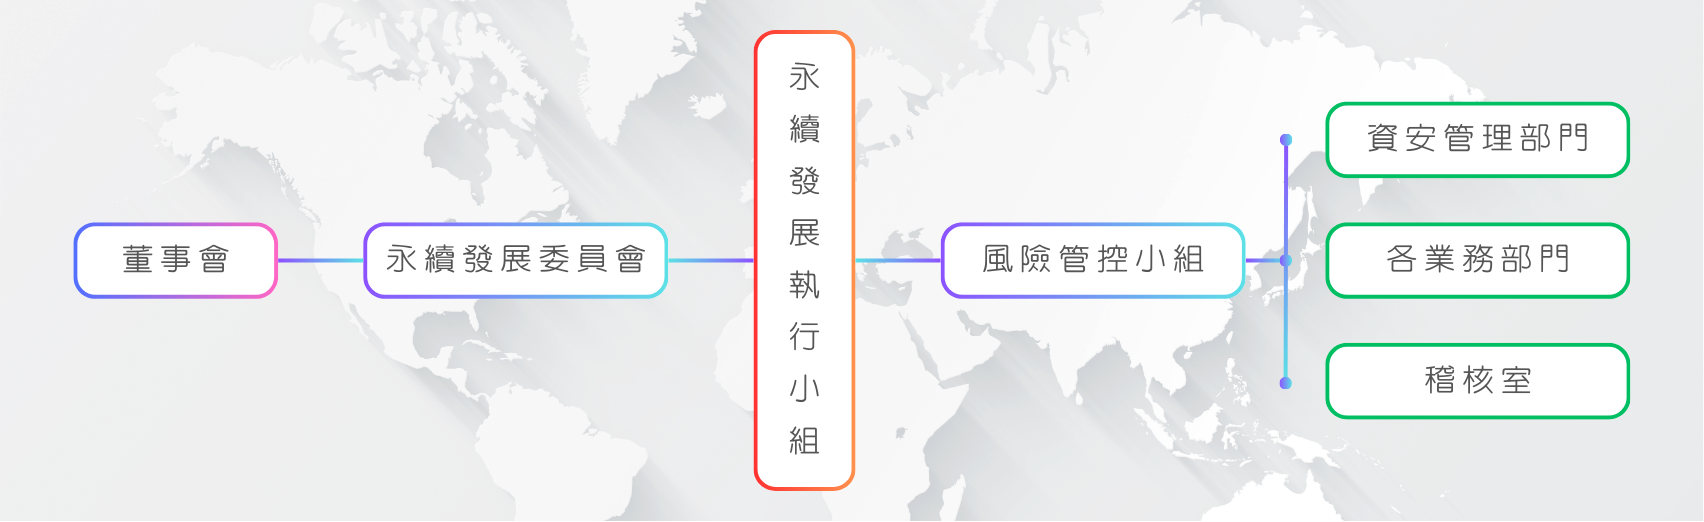 董事會
永續發展委員會
永續發展執行小組
風險管控小組
資安管理部門
各業務部門
稽核室